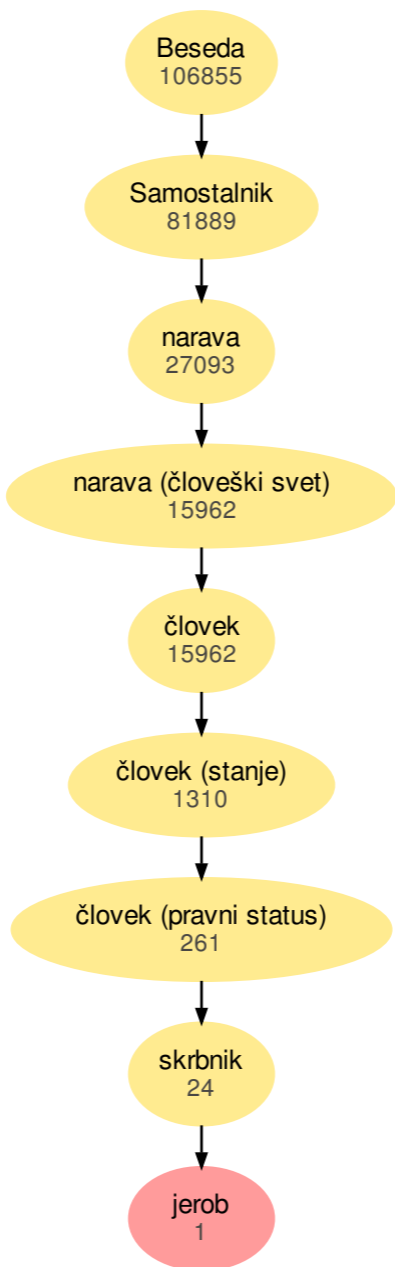 Beseda
106855
Samostalnik
81889
narava
27093
narava (človeški svet)
15962
človek
15962
človek (stanje)
1310
človek (pravni status)
261
skrbnik
24
jerob
1